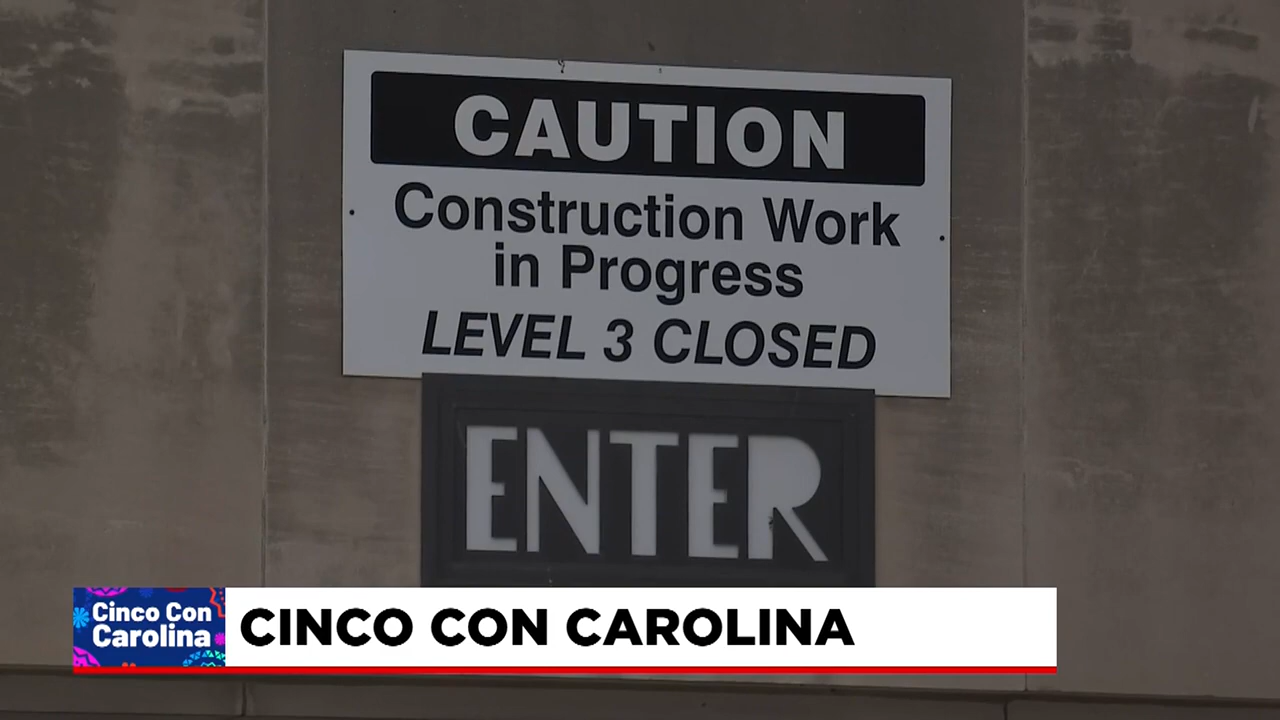 CAUTION
Construction Work
in Progress
LEVEL 3 CLOSED
ENTER
Cinco Con
Carolina
CINCO CON CAROLINA